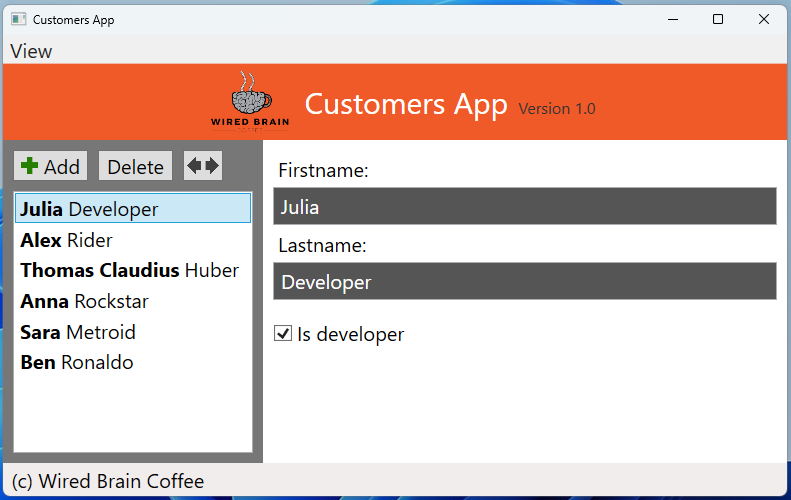 Customers App
View
WIRED BRAIN
Customers App Version 1.0
Add Delete
Julia Developer
Alex Rider
Thomas Claudius Huber
Anna Rockstar
Sara Metroid
Ben Ronaldo
Firstname:
Julia
Lastname:
Developer
Is developer
(c) Wired Brain Coffee